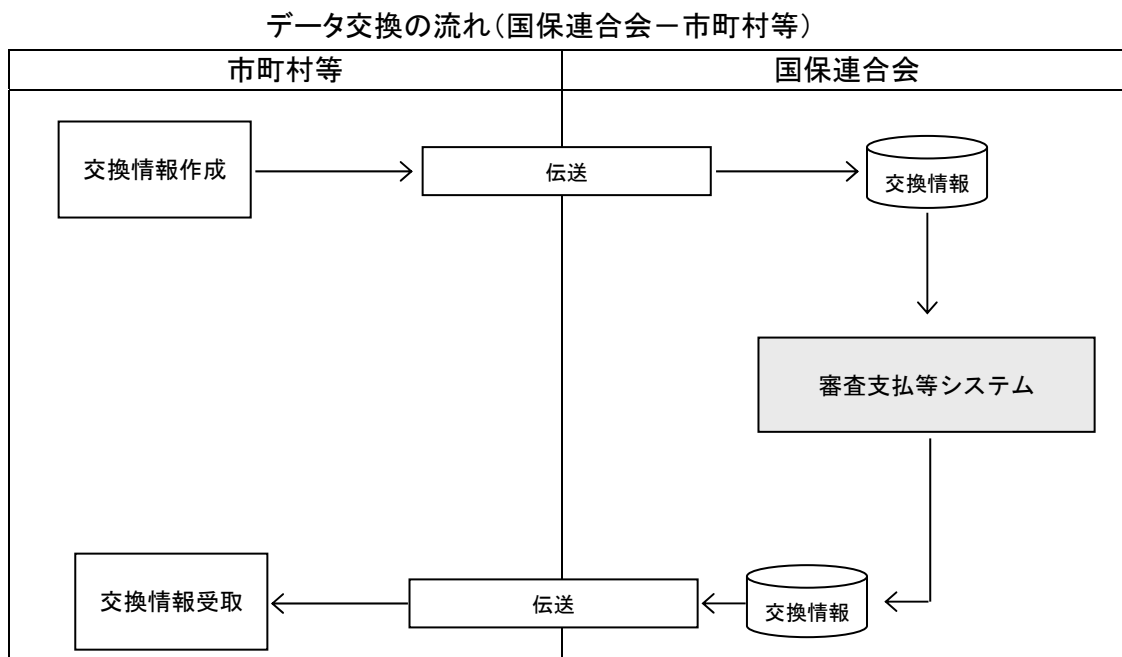 データ交換の流れ（国保連合会－市町村等）
市町村等
国保連合会
交換情報作成
伝送
交換情報
審査支払等システム
交換情報受取
伝送
交換情報